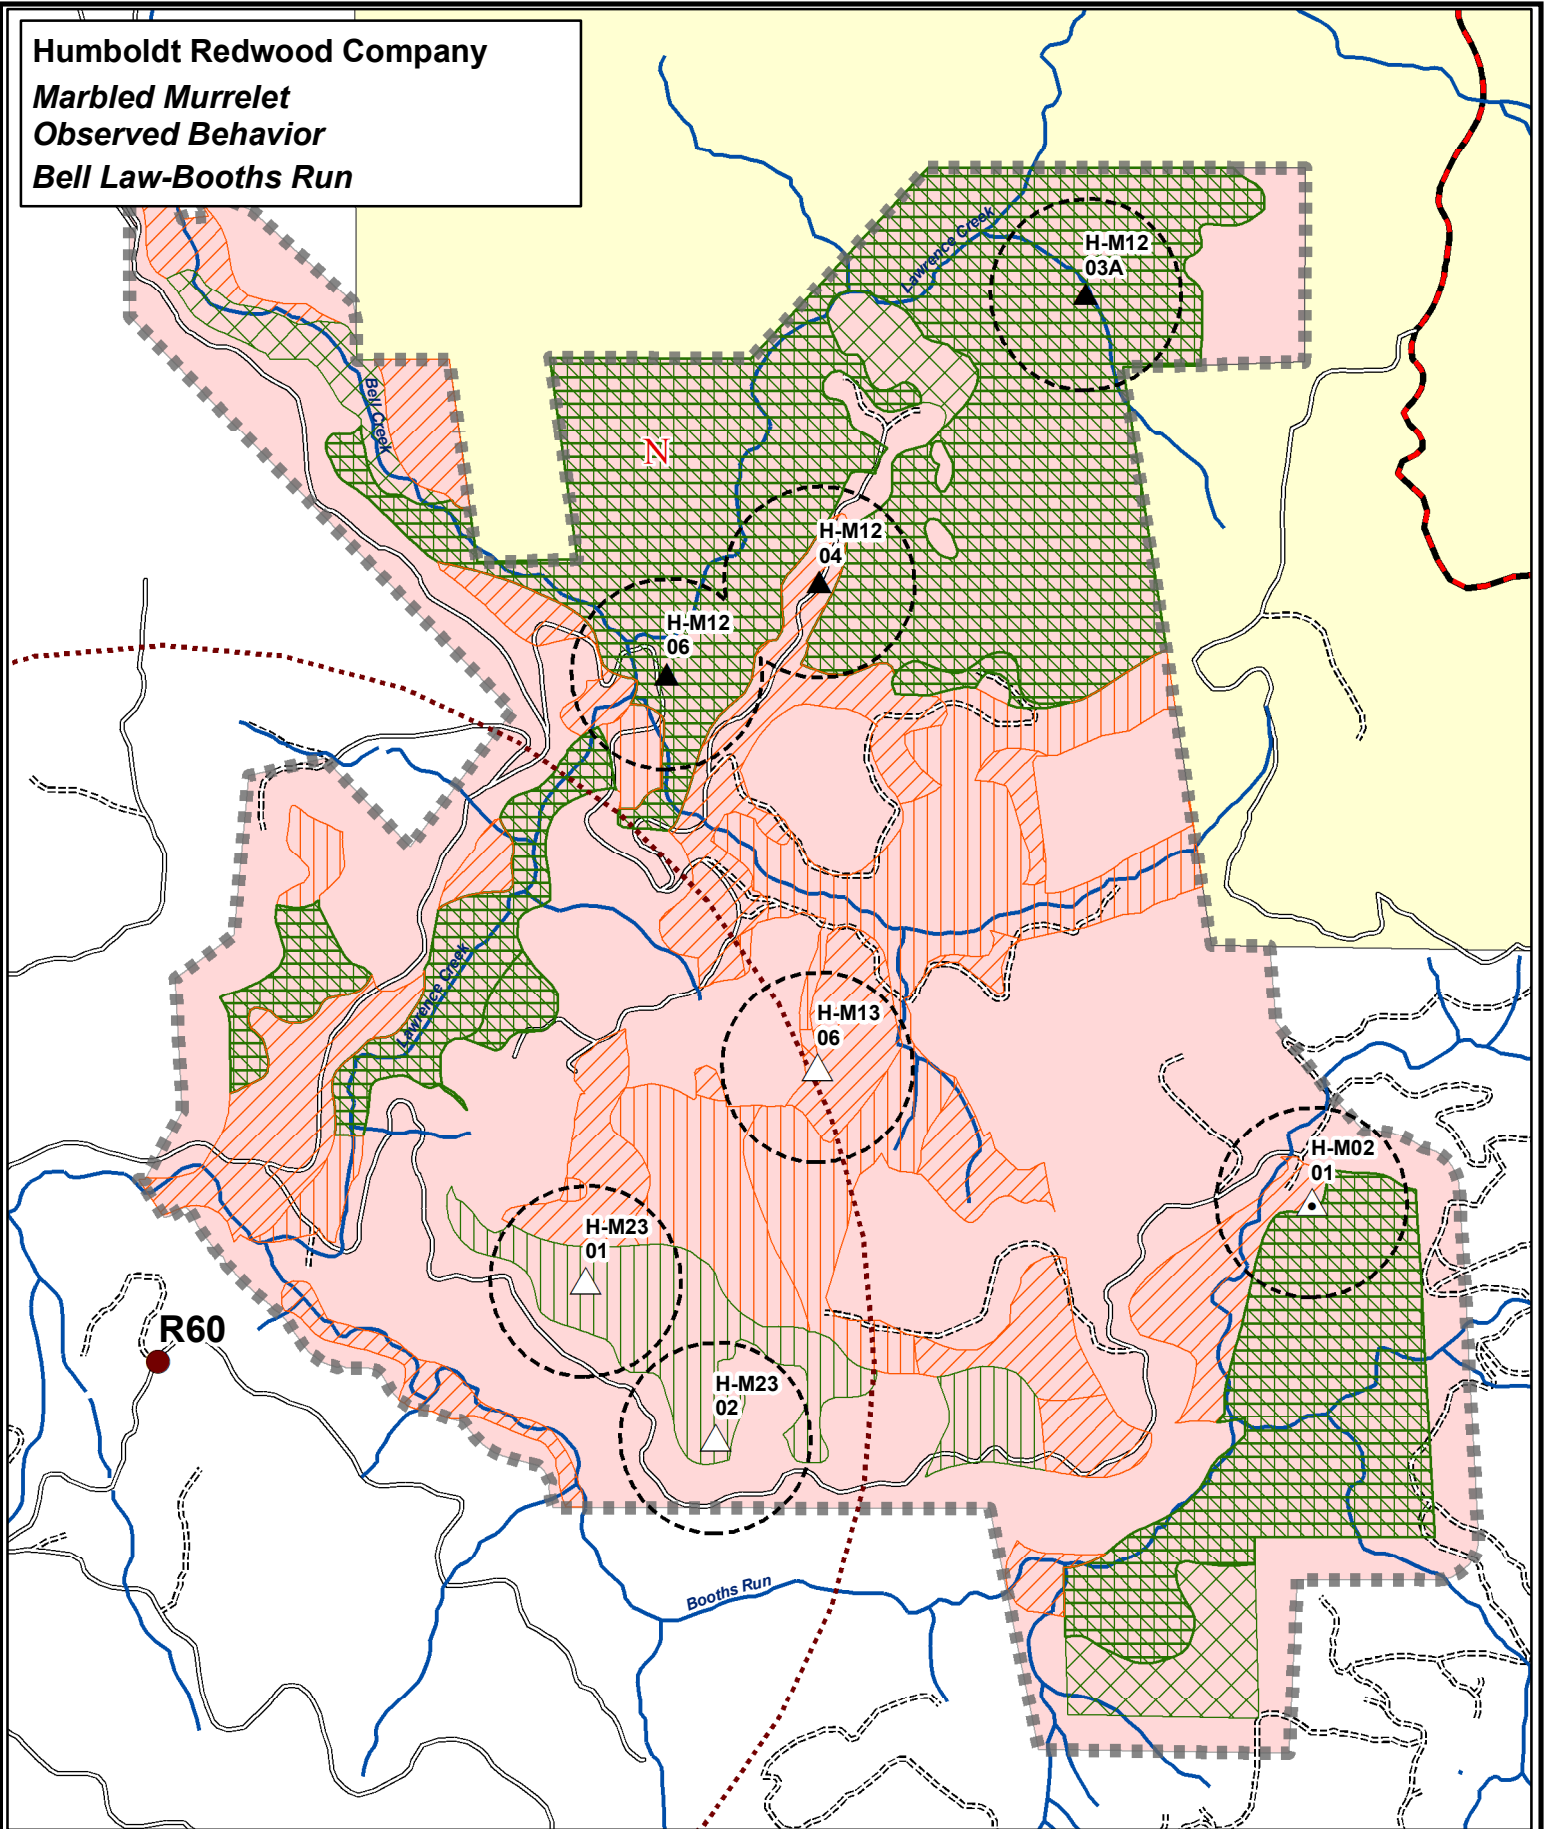 Humboldt Redwood Company
Marbled Murrelet
Observed Behavior
Bell Law-Booths Run
Lawrence Creek
H-M12
03A
Bell Creek
N
H-M12
04
H-M12
06
Lawrence Creek
H-M13
06
H-M02
01
H-M23
01
R60
H-M23
02
Booths Run